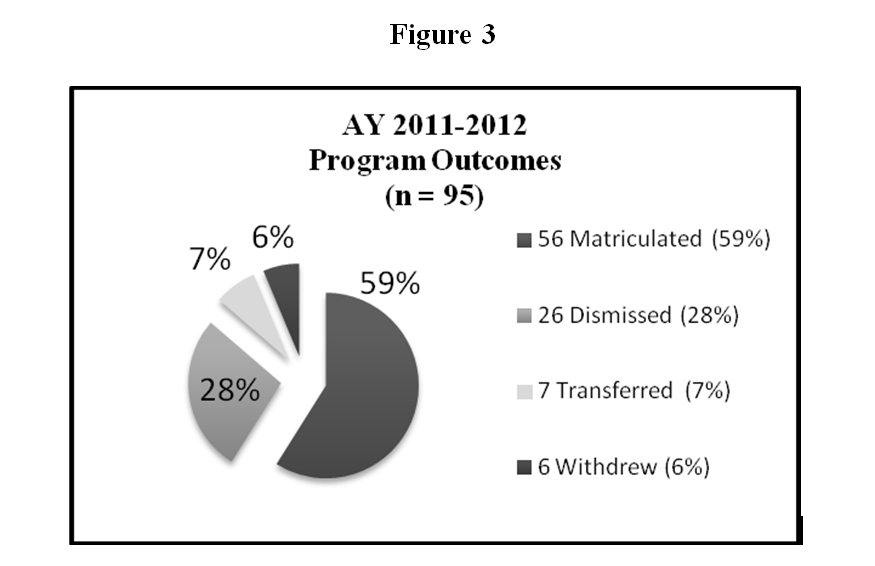 Figure 3
AY 2011-2012
Program Outcomes
(n = 95)
6%
7%
59%
28%
56 Matriculated (59%)
26 Dismissed (28%)
7 Transferred (7%)
6 Withdrew (6%)